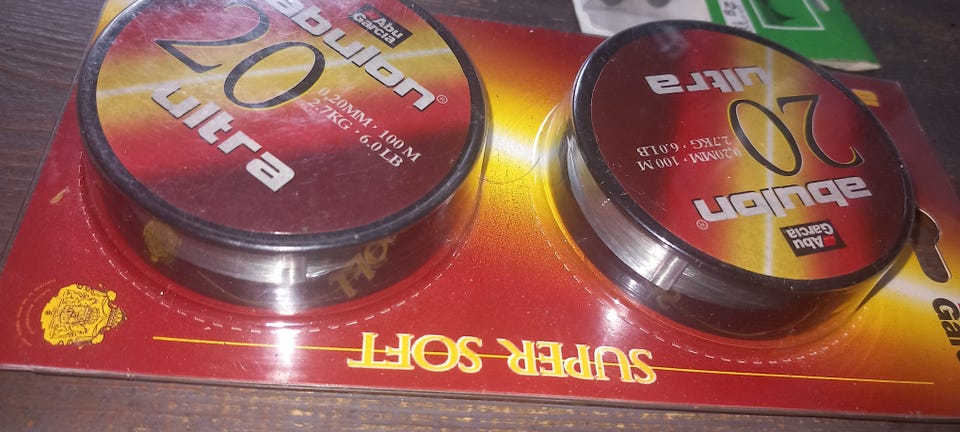 Abu
Garcia
abulon®
20
0.20MM · 100 M
2.7KG · 6.0 LB
ultra
Abu
Garcia
abulon®
20
0.20MM · 100 M
2.7KG · 6.0 LB
ultra
SUPER SOFT